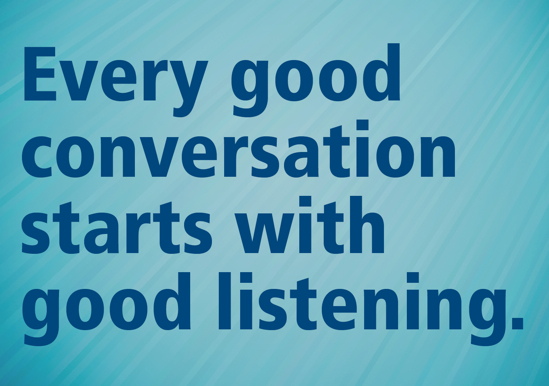 Every good
conversation
starts with
good listening.